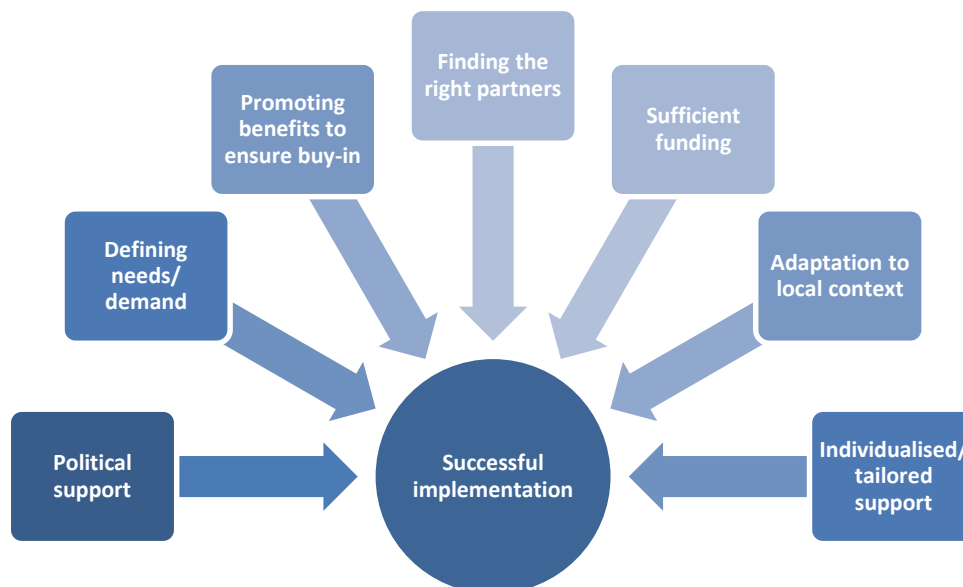 Finding the
right partners
Promoting
benefits to
ensure buy-in
Sufficient
funding
Defining
needs/
demand
Adaptation to
local context
Political
support
Successful
implementation
Individualised/
tailored
support